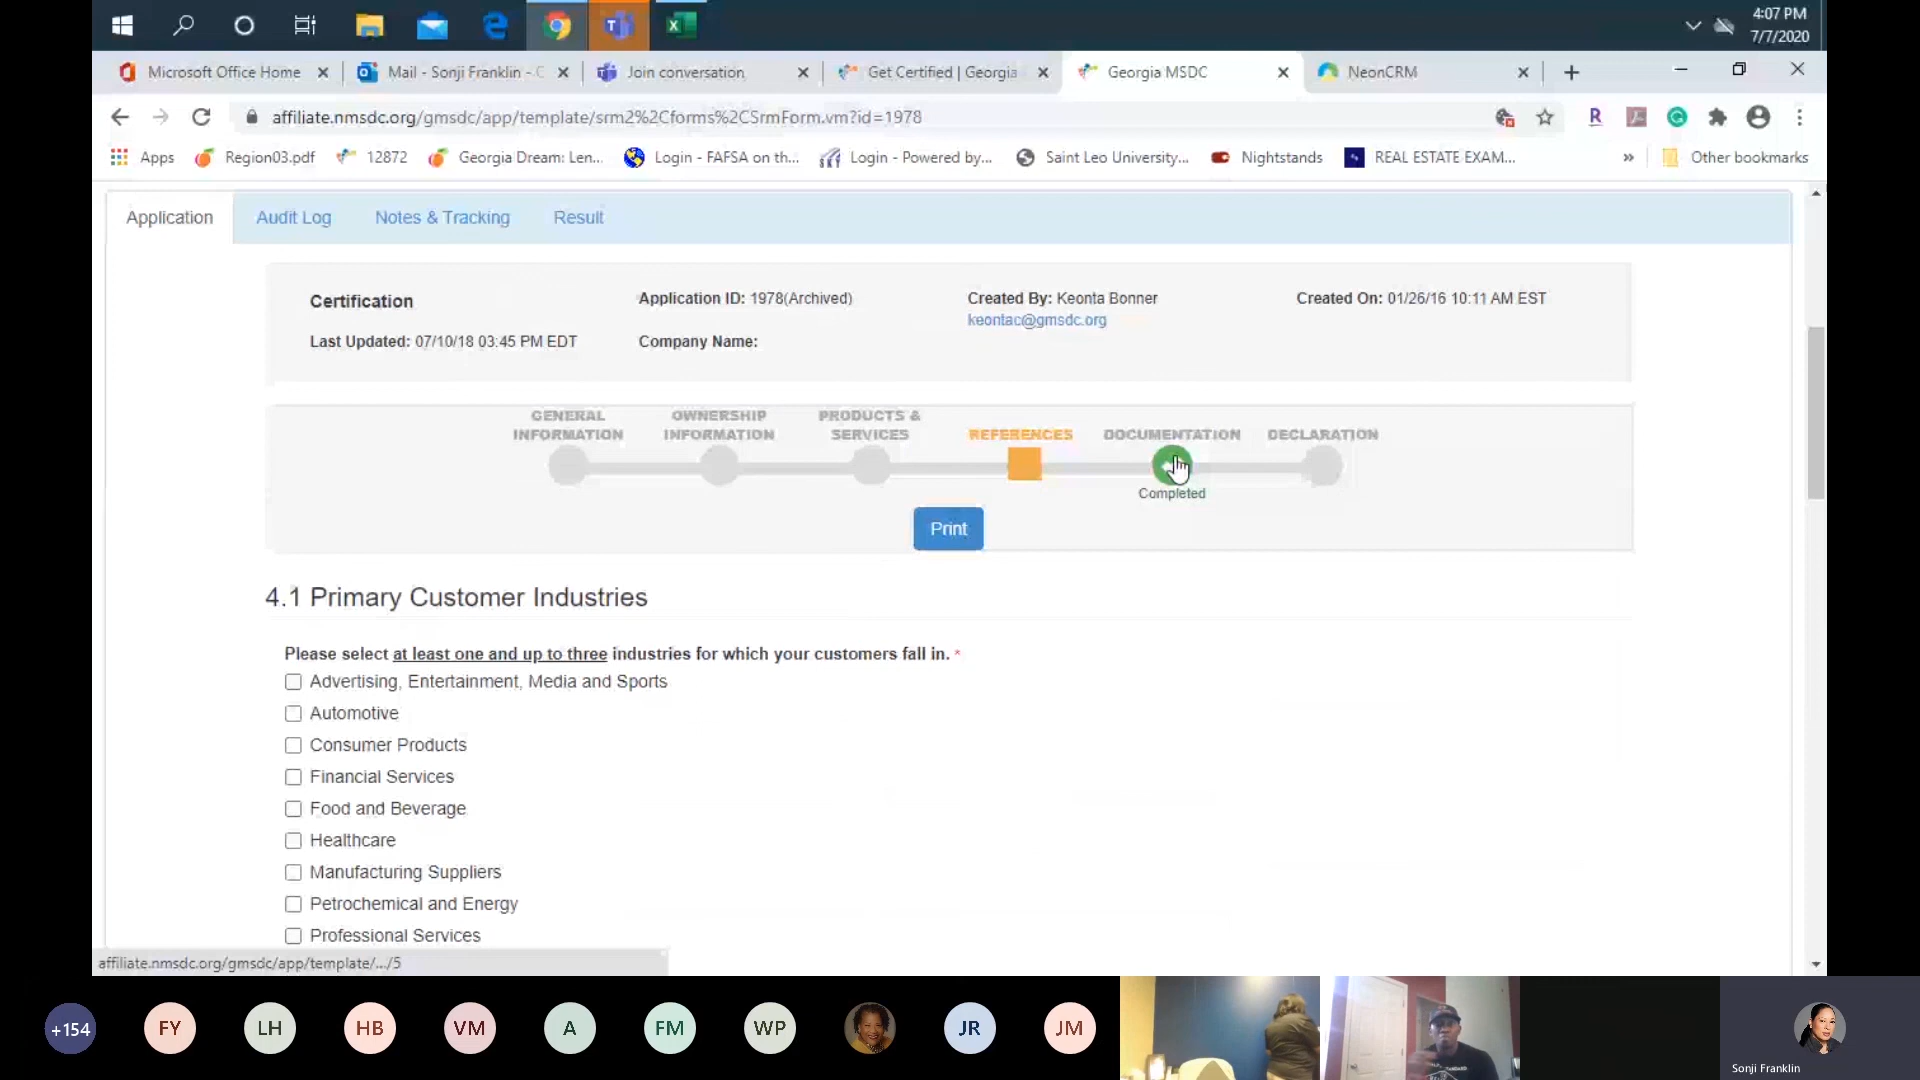 4:07 PM
7/7/2020
Microsoft Office Home
Mail - Sonji Franklin - C
Join conversation
Get Certified | Georgia
Georgia MSDC
NeonCRM
affiliate.nmsdc.org/gmsdc/app/template/srm2%2Cforms%2CSrmForm.vm?id=1978
Apps
Region03.pdf
12872
Georgia Dream: Len...
Login - FAFSA on th...
Login - Powered by...
Saint Leo University...
Nightstands
REAL ESTATE EXAM...
»
Other bookmarks
Application
Audit Log
Notes & Tracking
Result
Certification
Application ID: 1978(Archived)
Created By: Keonta Bonner
Created On: 01/26/16 10:11 AM EST
keontac@gmsdc.org
Last Updated: 07/10/18 03:45 PM EDT
Company Name:
GENERAL
INFORMATION
OWNERSHIP
INFORMATION
PRODUCTS &
SERVICES
REFERENCES
DOCUMENTATION
DECLARATION
Completed
Print
4.1 Primary Customer Industries
Please select at least one and up to three industries for which your customers fall in. *
Advertising, Entertainment, Media and Sports
Automotive
Consumer Products
Financial Services
Food and Beverage
Healthcare
Manufacturing Suppliers
Petrochemical and Energy
Professional Services
affiliate.nmsdc.org/gmsdc/app/template/.../5
+154
FY
LH
HB
VM
A
FM
WP
JR
JM
Sonji Franklin